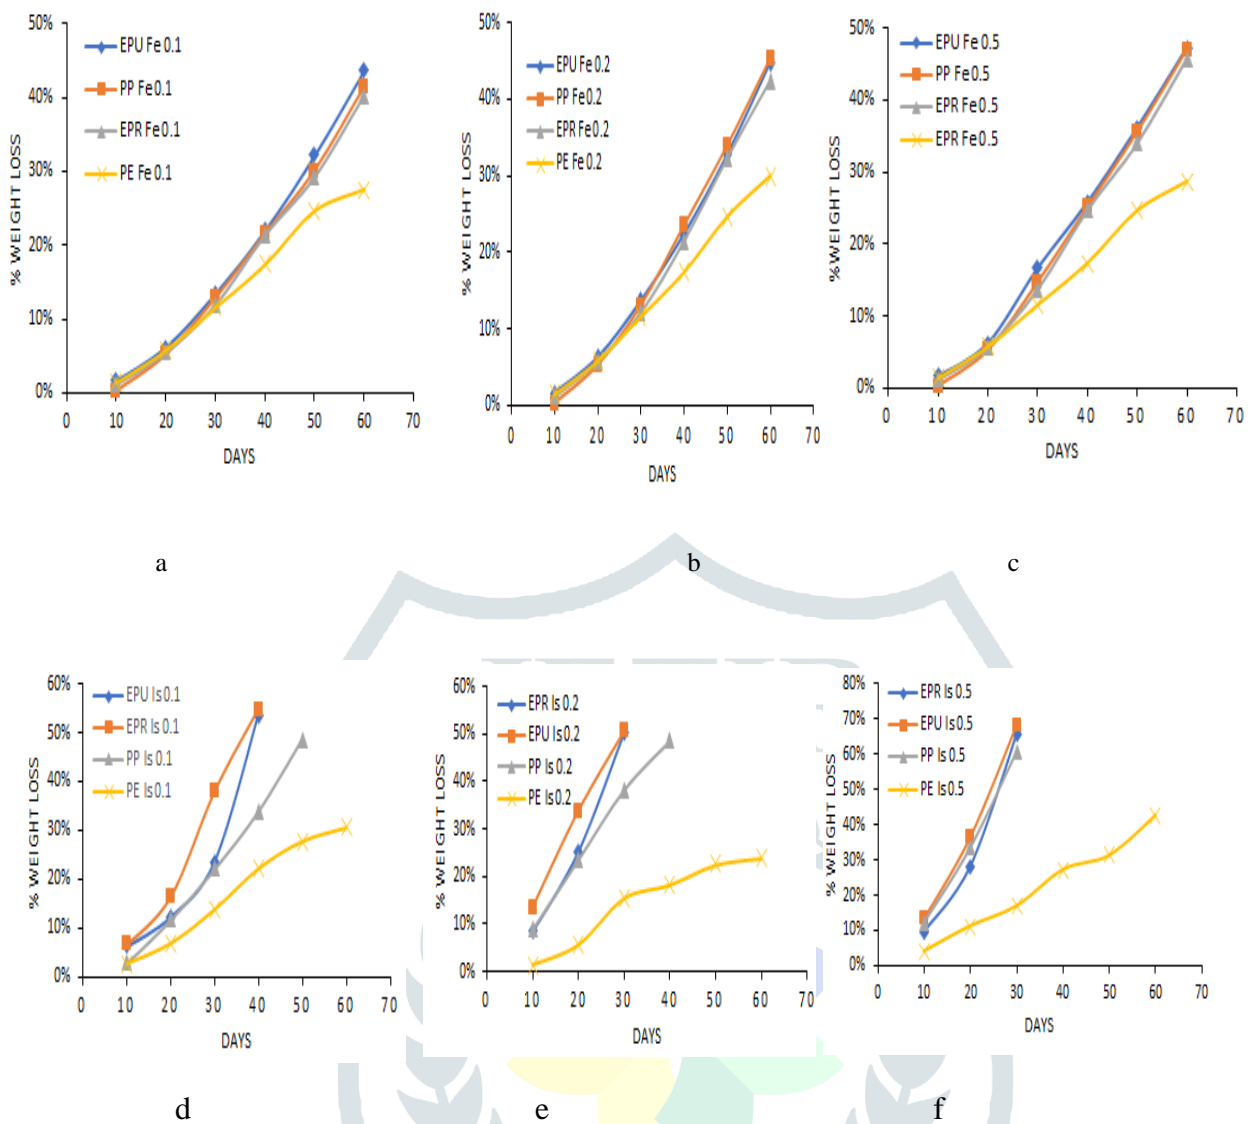 50%
40%
30%
20%
10%
0%
% WEIGHT LOSS
EPU Fe 0.1
PP Fe 0.1
EPR Fe 0.1
PE Fe 0.1
0 10 20 30 40 50 60 70
DAYS
a
50%
40%
30%
20%
10%
0%
% WEIGHT LOSS
EPU Fe 0.2
PP Fe 0.2
EPR Fe 0.2
PE Fe 0.2
0 10 20 30 40 50 60 70
DAYS
b
50%
40%
30%
20%
10%
0%
%WEIGHT LOSS
EPU Fe 0.5
PP Fe 0.5
EPR Fe 0.5
EPR Fe 0.5
0 10 20 30 40 50 60 70
DAYS
c
60%
50%
40%
30%
20%
10%
0%
% WEIGHT LOSS
EPU Is 0.1
EPR Is 0.1
PP Is 0.1
PE Is 0.1
0 10 20 30 40 50 60 70
DAYS
d
60%
50%
40%
30%
20%
10%
0%
% WEIGHT LOSS
EPR Is 0.2
EPU Is 0.2
PP Is 0.2
PE Is 0.2
0 10 20 30 40 50 60 70
DAYS
e
80%
70%
60%
50%
40%
30%
20%
10%
0%
% WEIGHT LOSS
EPR Is 0.5
EPU Is 0.5
PP Is 0.5
PE Is 0.5
0 10 20 30 40 50 60 70
DAYS
f